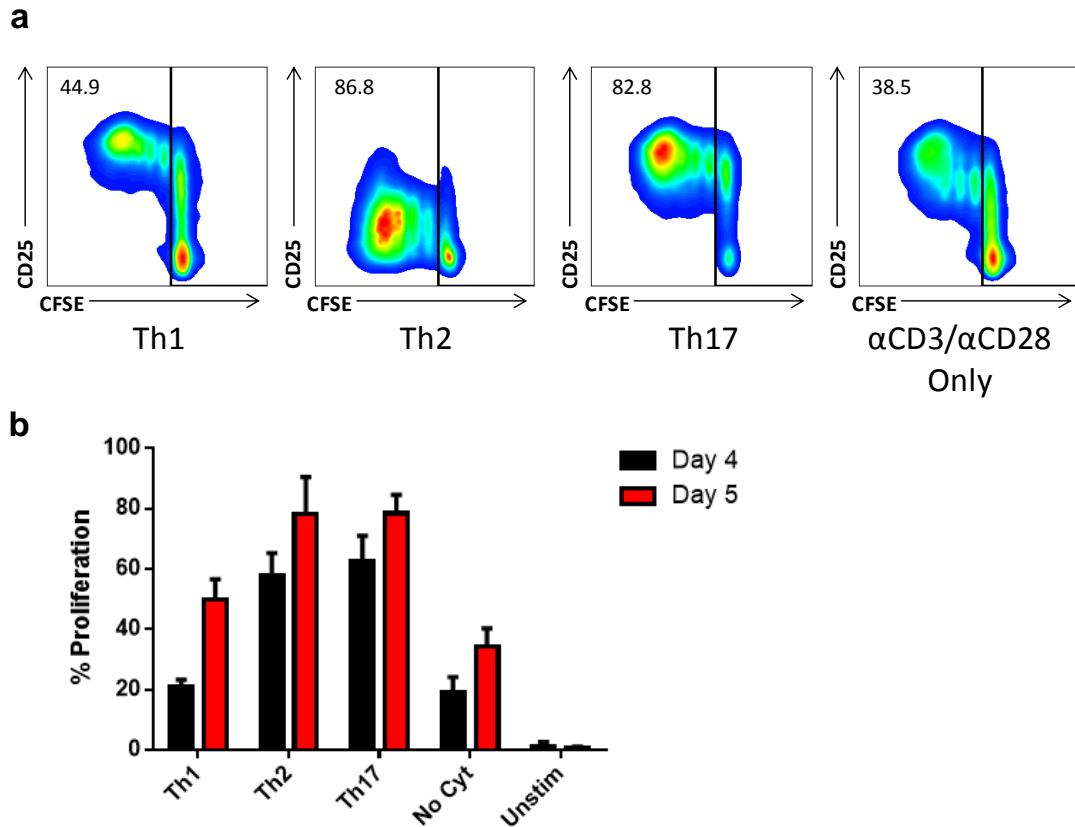 a
44.9
86.8
82.8
38.5
CD25
CD25
CD25
CD25
CFSE
CFSE
CFSE
CFSE
Th1
Th2
Th17
αCD3/αCD28
Only
b
100
80
60
40
20
0
% Proliferation
Day 4
Day 5
Th1
Th2
Th17
No Cyt
Unstim